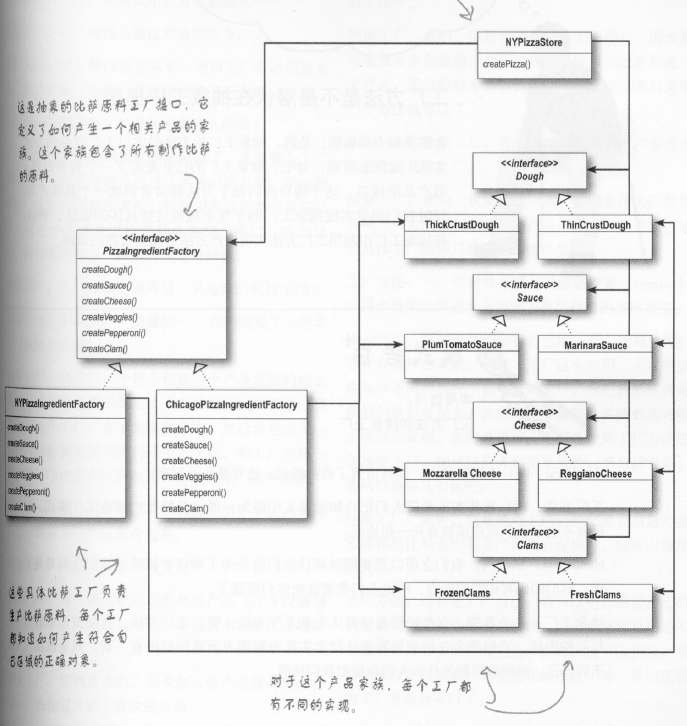 NYPizzaStore
createPizza()
这是抽象的比萨原料工厂接口，它
定义了如何产生一个相关产品的家
族。这个家族包含了所有制作比萨
的原料。
<<interface>>
Dough
ThickCrustDough
ThinCrustDough
<<interface>>
PizzaIngredientFactory
createDough()
createSauce()
createCheese()
createVeggies()
createPepperoni()
createClam()
<<interface>>
Sauce
PlumTomatoSauce
MarinaraSauce
NYPizzaIngredientFactory
createDough()
createSauce()
createCheese()
createVeggies()
createPepperoni()
createClam()
ChicagoPizzaIngredientFactory
createDough()
createSauce()
createCheese()
createVeggies()
createPepperoni()
createClam()
<<interface>>
Cheese
Mozzarella Cheese
ReggianoCheese
<<interface>>
Clams
FrozenClams
FreshClams
这些具体比萨工厂负责
生产比萨原料，每个工厂
都知道如何产生符合自
己区域的正确对象。
对于这个产品家族，每个工厂都
有不同的实现。